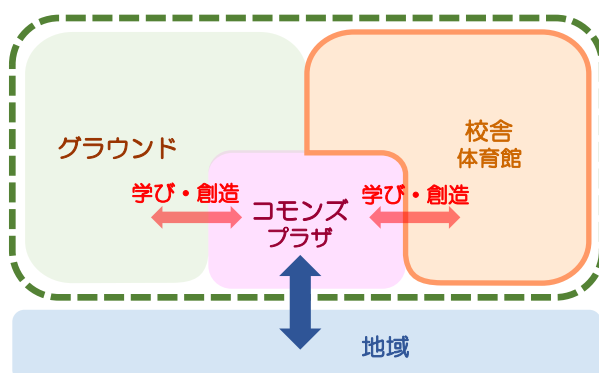 グラウンド
校舎
体育館
学び・創造
学び・創造
コモンズ
プラザ
地域